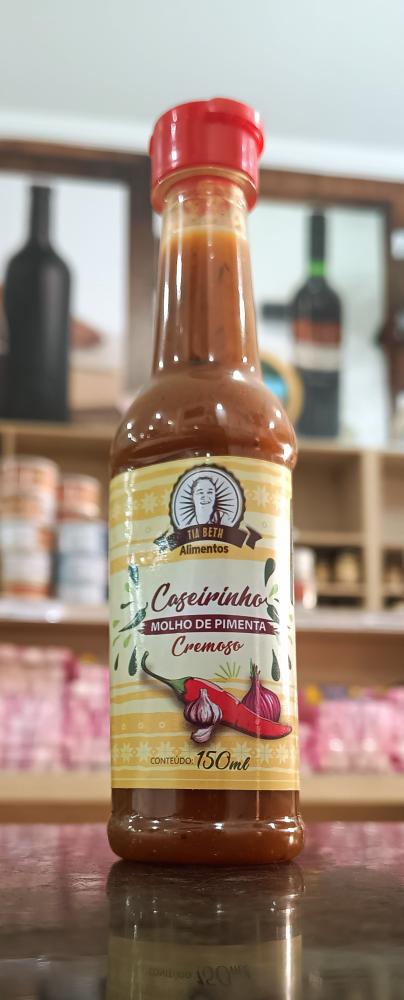 TIA BETH
Alimentos
Caseirinho
MOLHO DE PIMENTA
Cremoso
CONTEÚDO: 150ml